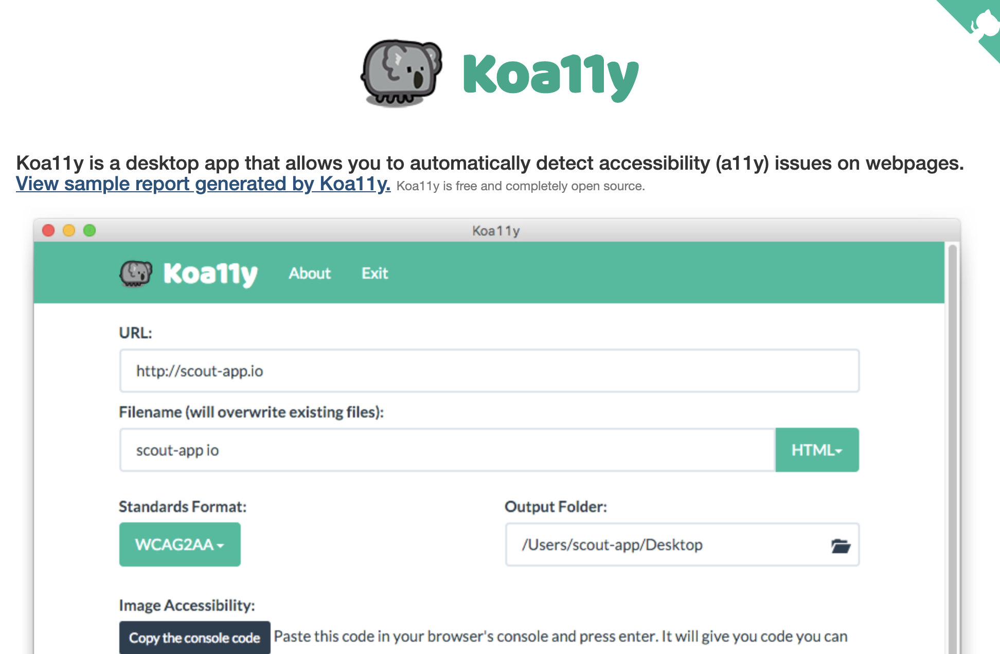 Koa11y
Koa11y is a desktop app that allows you to automatically detect accessibility (a11y) issues on webpages.
View sample report generated by Koa11y. Koa11y is free and completely open source.
Koa11y
Koa11y About Exit
URL:
http://scout-app.io
Filename (will overwrite existing files):
scout-app io HTML
Standards Format: Output Folder:
WCAG2AA /Users/scout-app/Desktop
Image Accessibility:
Copy the console code Paste this code in your browser's console and press enter. It will give you code you can